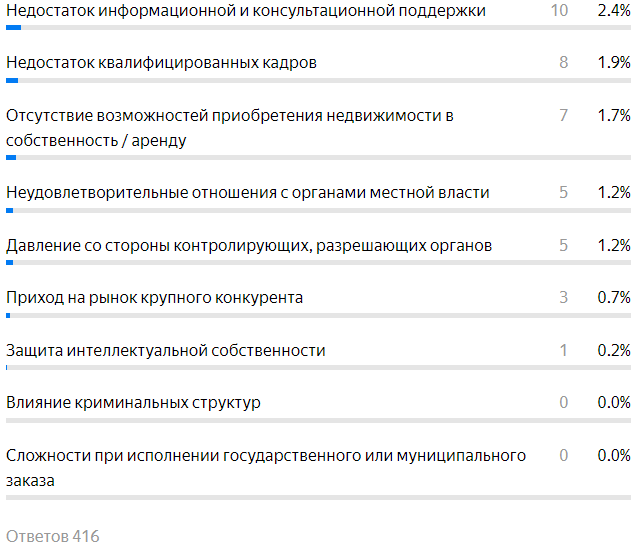 Недостаток информационной и консультационной поддержки 10 2.4%
Недостаток квалифицированных кадров 8 1.9%
Отсутствие возможностей приобретения недвижимости в 7 1.7%
собственность / аренду
Неудовлетворительные отношения с органами местной власти 5 1.2%
Давление со стороны контролирующих, разрешающих органов 5 1.2%
Приход на рынок крупного конкурента 3 0.7%
Защита интеллектуальной собственности 1 0.2%
Влияние криминальных структур 0 0.0%
Сложности при исполнении государственного или муниципального 0 0.0%
заказа
Ответов 416